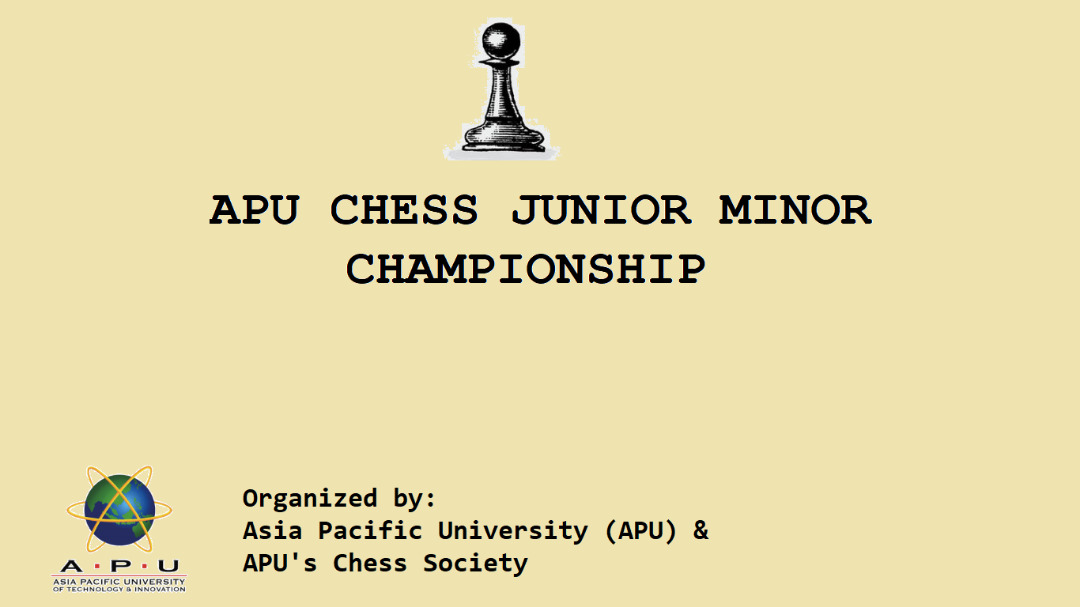 APU CHESS JUNIOR MINOR
CHAMPIONSHIP
Organized by:
Asia Pacific University (APU) &
APU's Chess Society
A·P·U
ASIA PACIFIC UNIVERSITY
OF TECHNOLOGY & INNOVATION